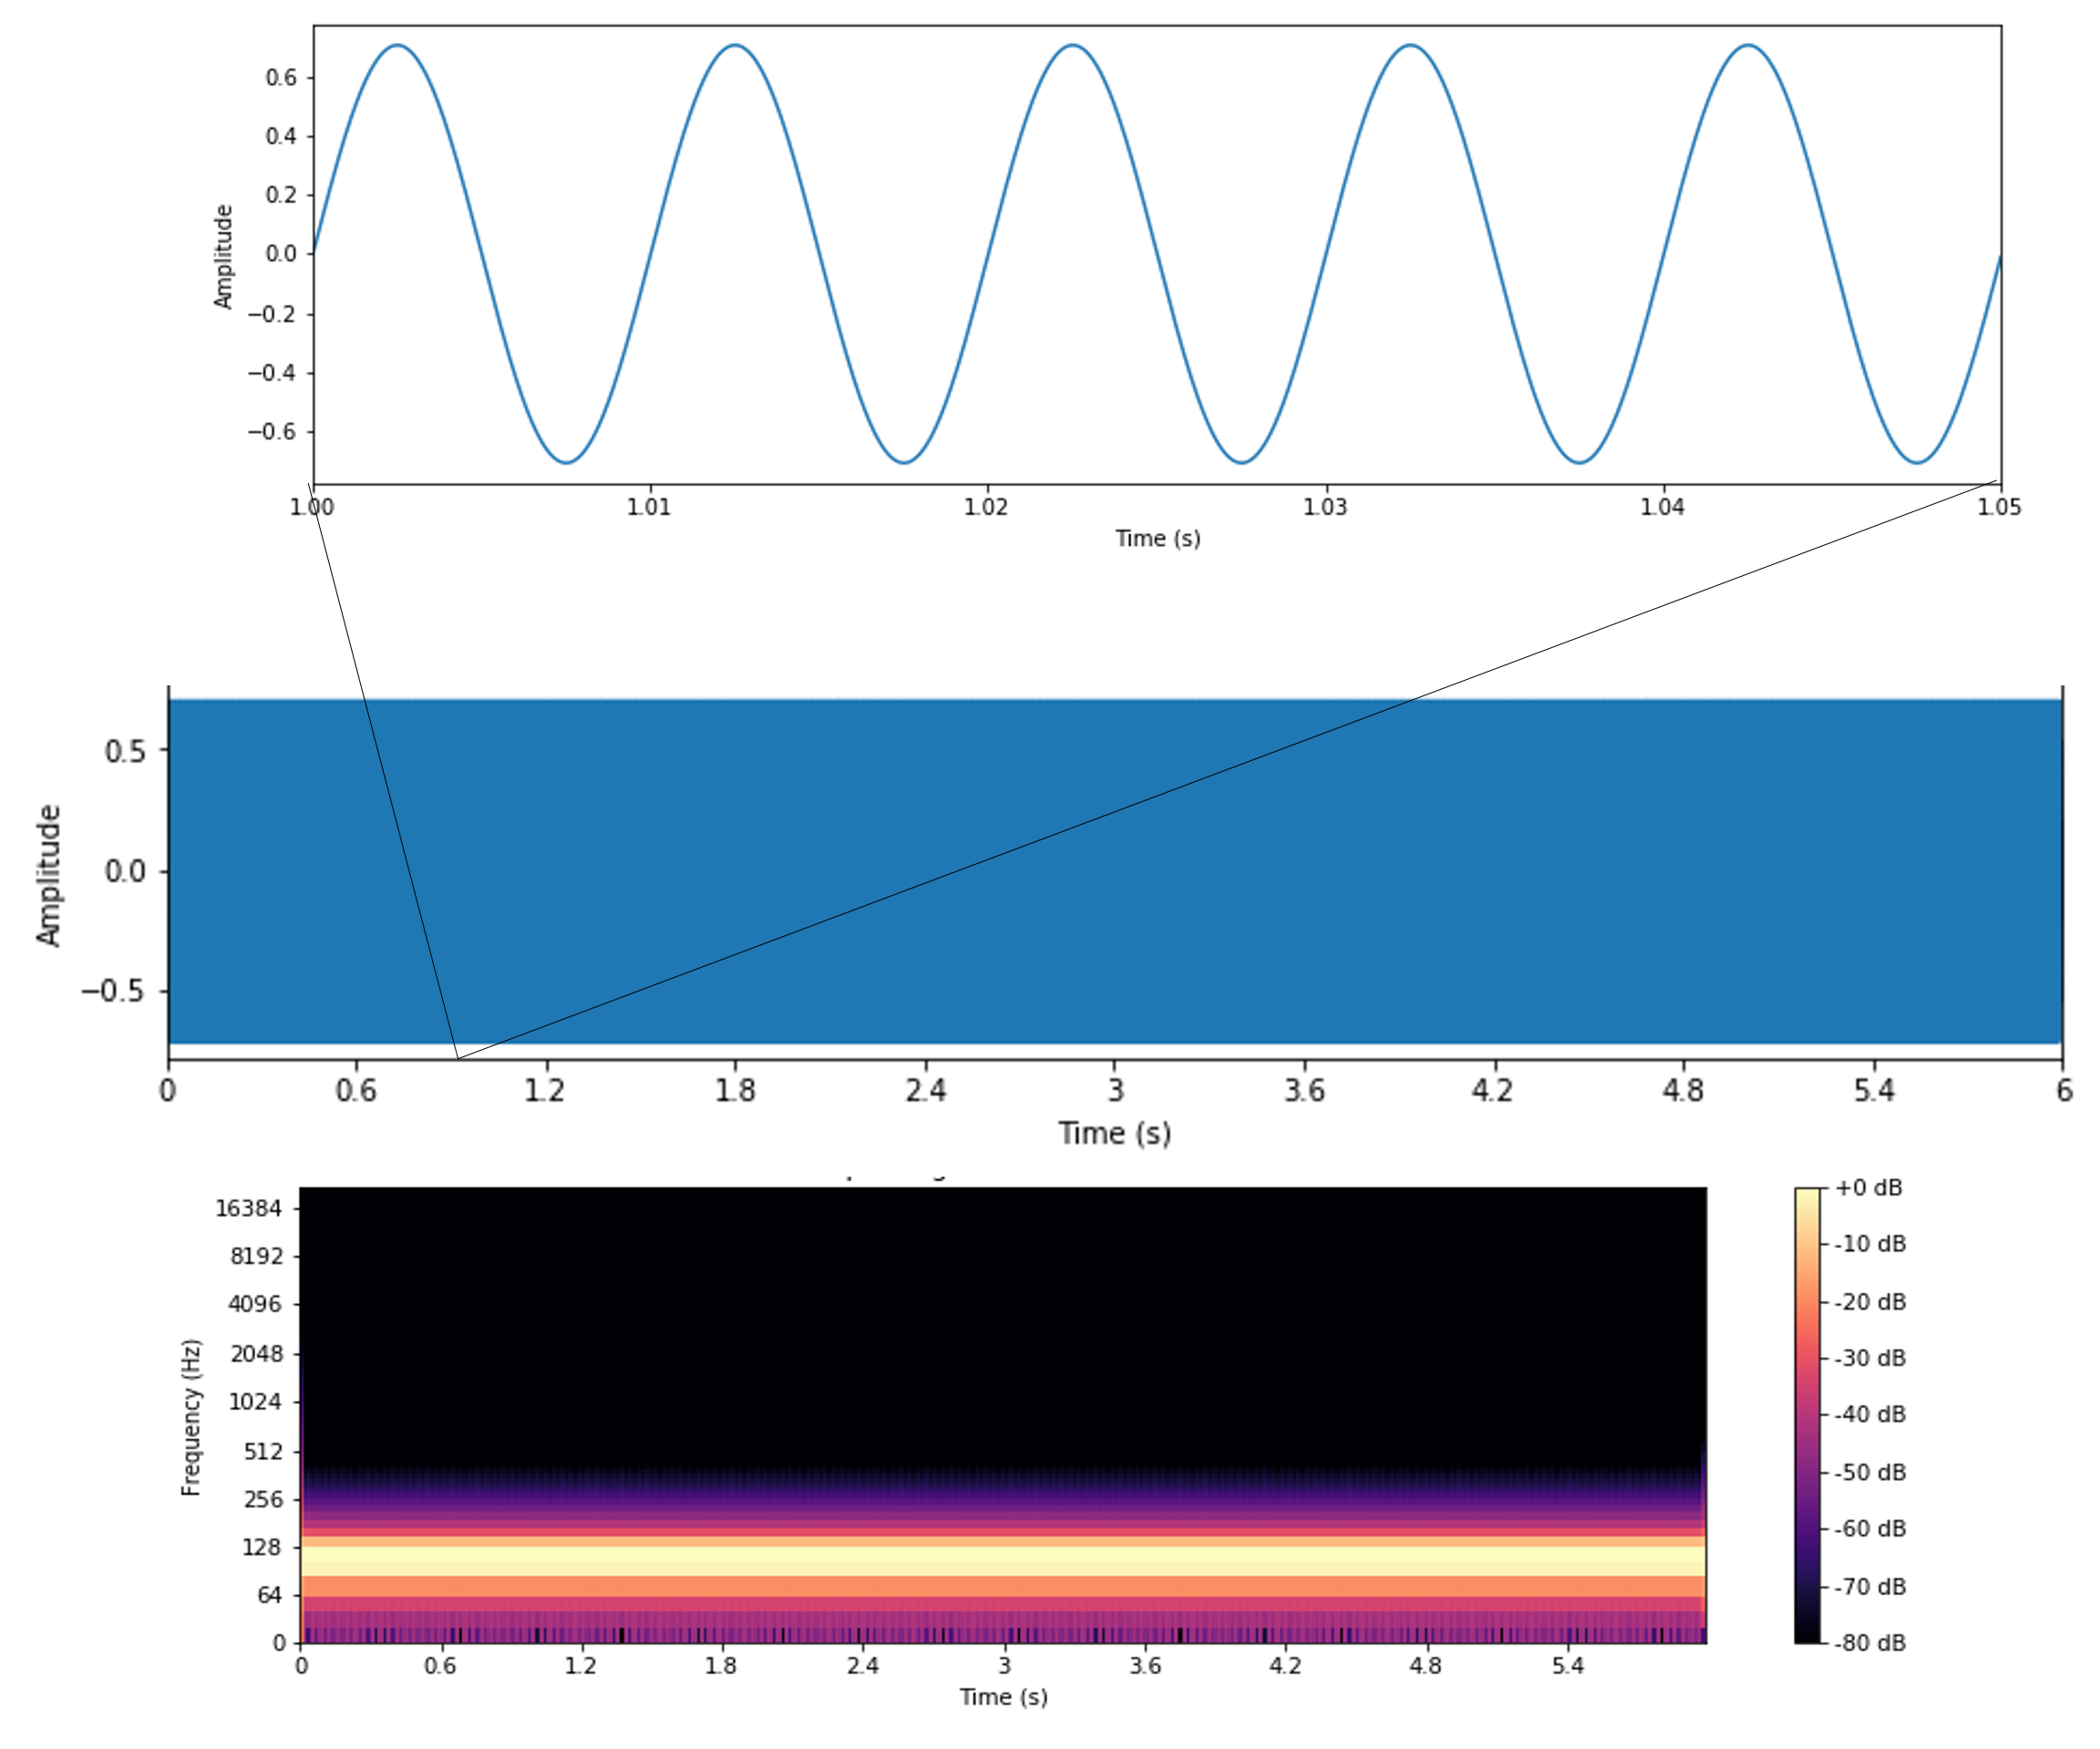 0.6
0.4
0.2
0.0
−0.2
−0.4
−0.6
Amplitude
1.00 1.01 1.02 1.03 1.04 1.05
Time (s)
0.5
0.0
−0.5
Amplitude
0 0.6 1.2 1.8 2.4 3 3.6 4.2 4.8 5.4 6
Time (s)
16384
8192
4096
2048
1024
512
256
128
64
0
Frequency (Hz)
0 0.6 1.2 1.8 2.4 3 3.6 4.2 4.8 5.4
Time (s)
+0 dB
-10 dB
-20 dB
-30 dB
-40 dB
-50 dB
-60 dB
-70 dB
-80 dB